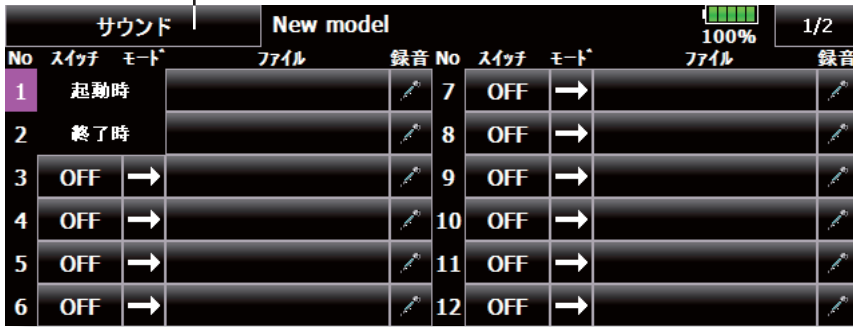 サウンド New model 100% 1/2
No スイッチ モード ファイル 録音 No スイッチ モード ファイル 録音
1 起動時 7 OFF →
2 終了時 8 OFF →
3 OFF → 9 OFF →
4 OFF → 10 OFF →
5 OFF → 11 OFF →
6 OFF → 12 OFF →